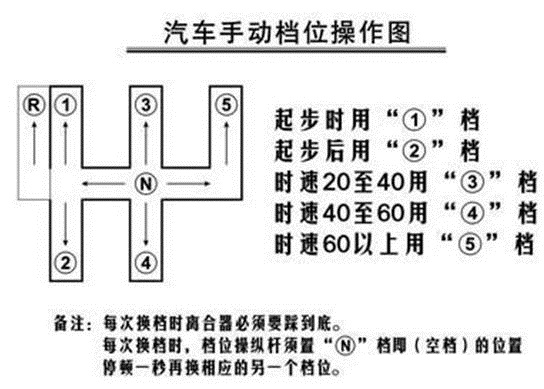 汽车手动档位操作图
R 1 3 5
N
2 4
起步时用“①”档
起步后用“②”档
时速20至40用“③”档
时速40至60用“④”档
时速60以上用“⑤”档
备注：每次换档时离合器必须要踩到底。
每次换档时，档位操纵杆须置“Ⓝ”档即（空档）的位置
停顿一秒再换相应的另一个档位。